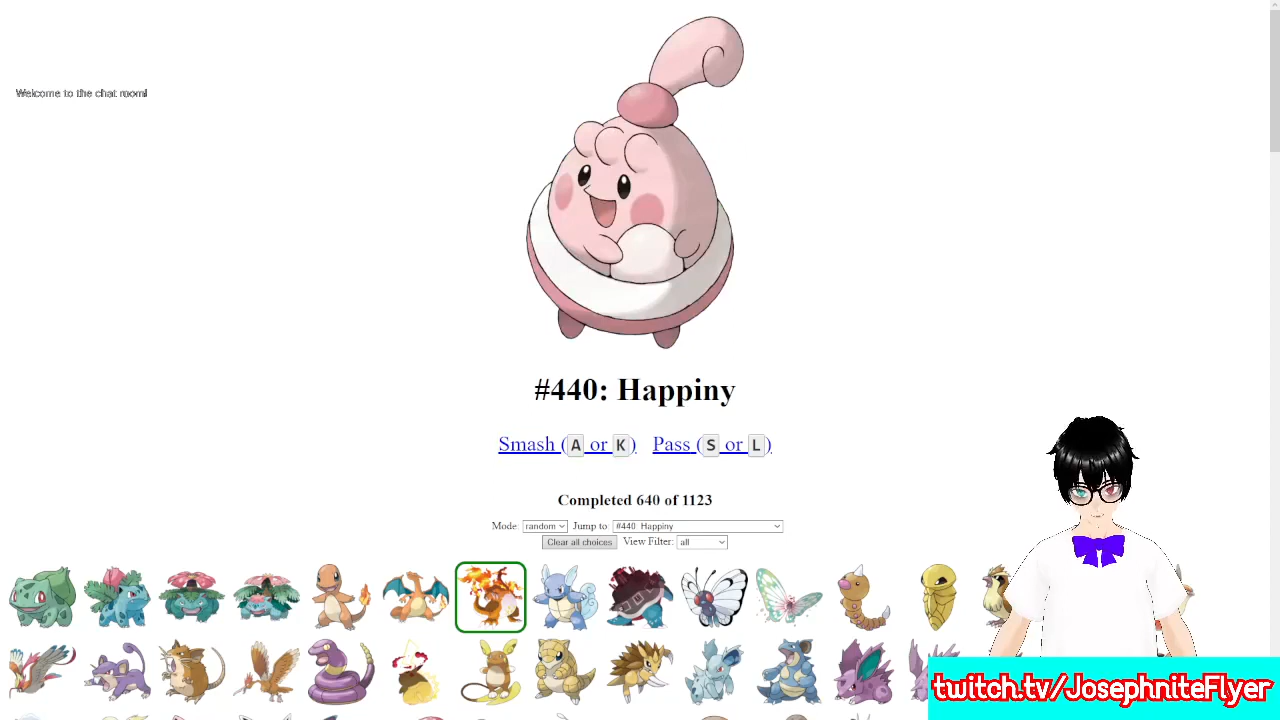 Welcome to the chat room!
#440: Happiny
Smash (A or K) Pass (S or L)
Completed 640 of 1123
Mode: random Jump to: #440 Happiny
Clear all choices View Filter: all
twitch.tv/JosephniteFlyer